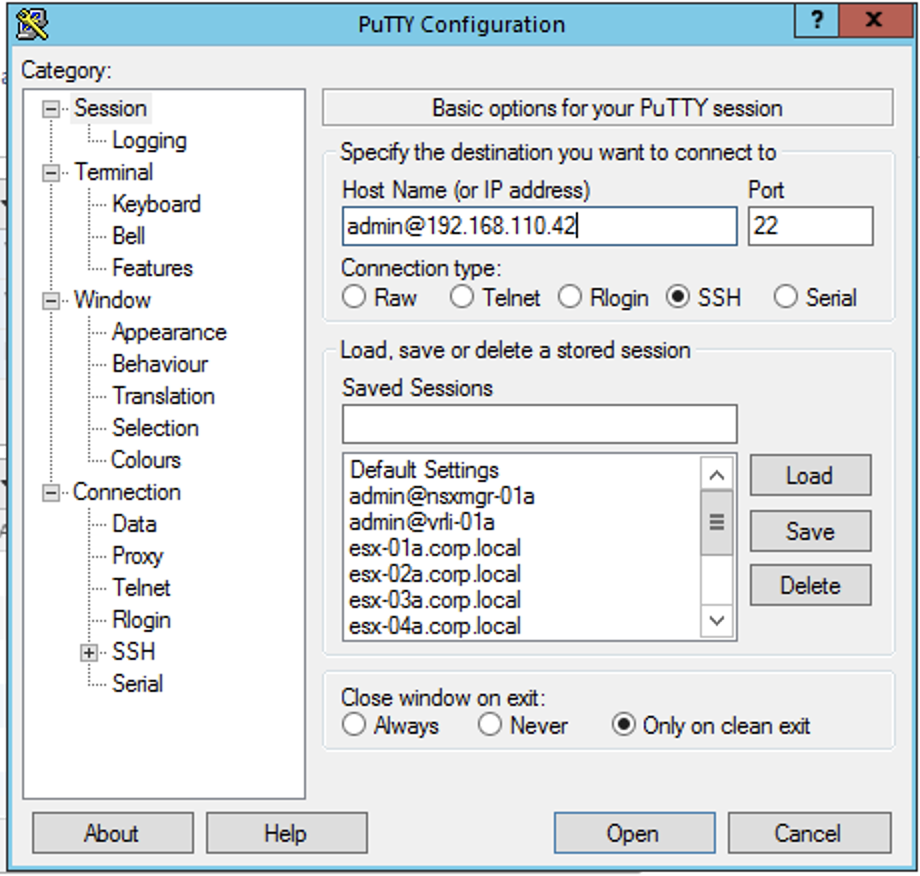 PuTTY Configuration
? X
Category:
Session
Logging
Terminal
Keyboard
Bell
Features
Window
Appearance
Behaviour
Translation
Selection
Colours
Connection
Data
Proxy
Telnet
Rlogin
SSH
Serial
Basic options for your PuTTY session
Specify the destination you want to connect to
Host Name (or IP address) Port
admin@192.168.110.42 22
Connection type:
Raw Telnet Rlogin SSH Serial
Load, save or delete a stored session
Saved Sessions
Default Settings
admin@nsxmgr-01a
admin@vrli-01a
esx-01a.corp.local
esx-02a.corp.local
esx-03a.corp.local
esx-04a.corp.local
Load
Save
Delete
Close window on exit:
Always Never Only on clean exit
About Help Open Cancel